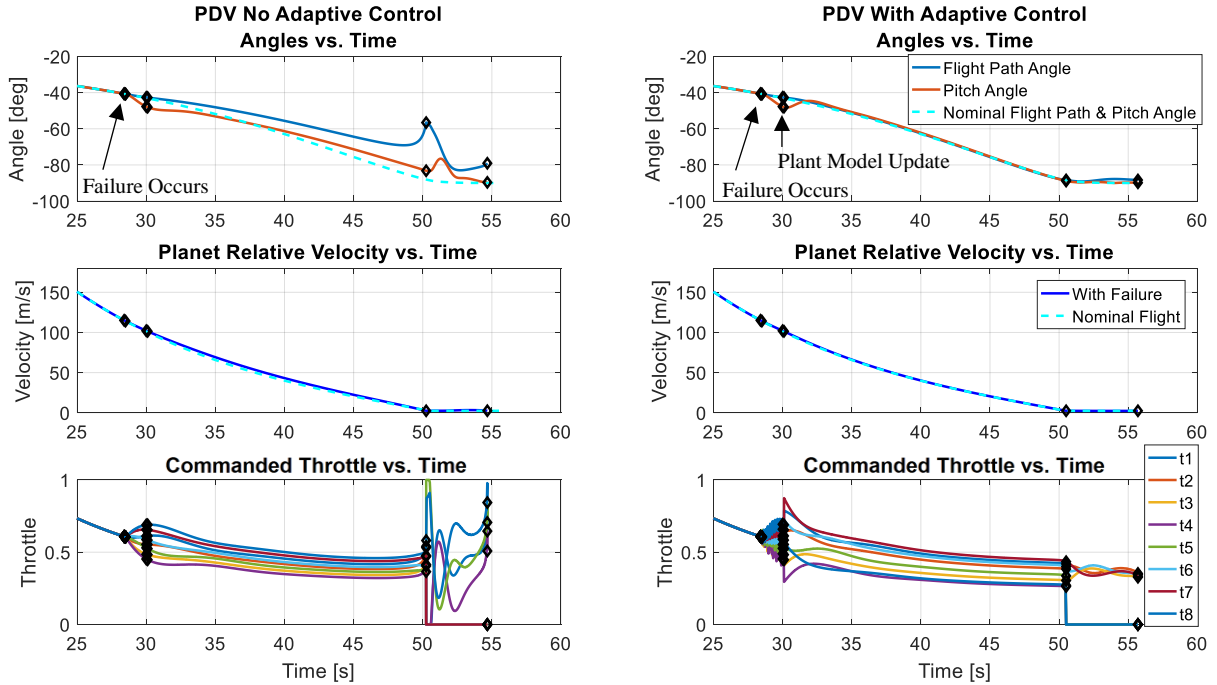 PDV No Adaptive Control
Angles vs. Time
-20
-40
-60
-80
-100
Angle [deg]
Failure Occurs
25 30 35 40 45 50 55 60
Planet Relative Velocity vs. Time
150
100
50
0
Velocity [m/s]
25 30 35 40 45 50 55 60
Commanded Throttle vs. Time
1
0.5
0
Throttle
25 30 35 40 45 50 55 60
Time [s]
PDV With Adaptive Control
Angles vs. Time
-20
-40
-60
-80
-100
Angle [deg]
Flight Path Angle
Pitch Angle
Nominal Flight Path & Pitch Angle
Plant Model Update
Failure Occurs
25 30 35 40 45 50 55 60
Planet Relative Velocity vs. Time
150
100
50
0
Velocity [m/s]
With Failure
Nominal Flight
25 30 35 40 45 50 55 60
Commanded Throttle vs. Time
1
0.5
0
Throttle
t1
t2
t3
t4
t5
t6
t7
t8
25 30 35 40 45 50 55 60
Time [s]